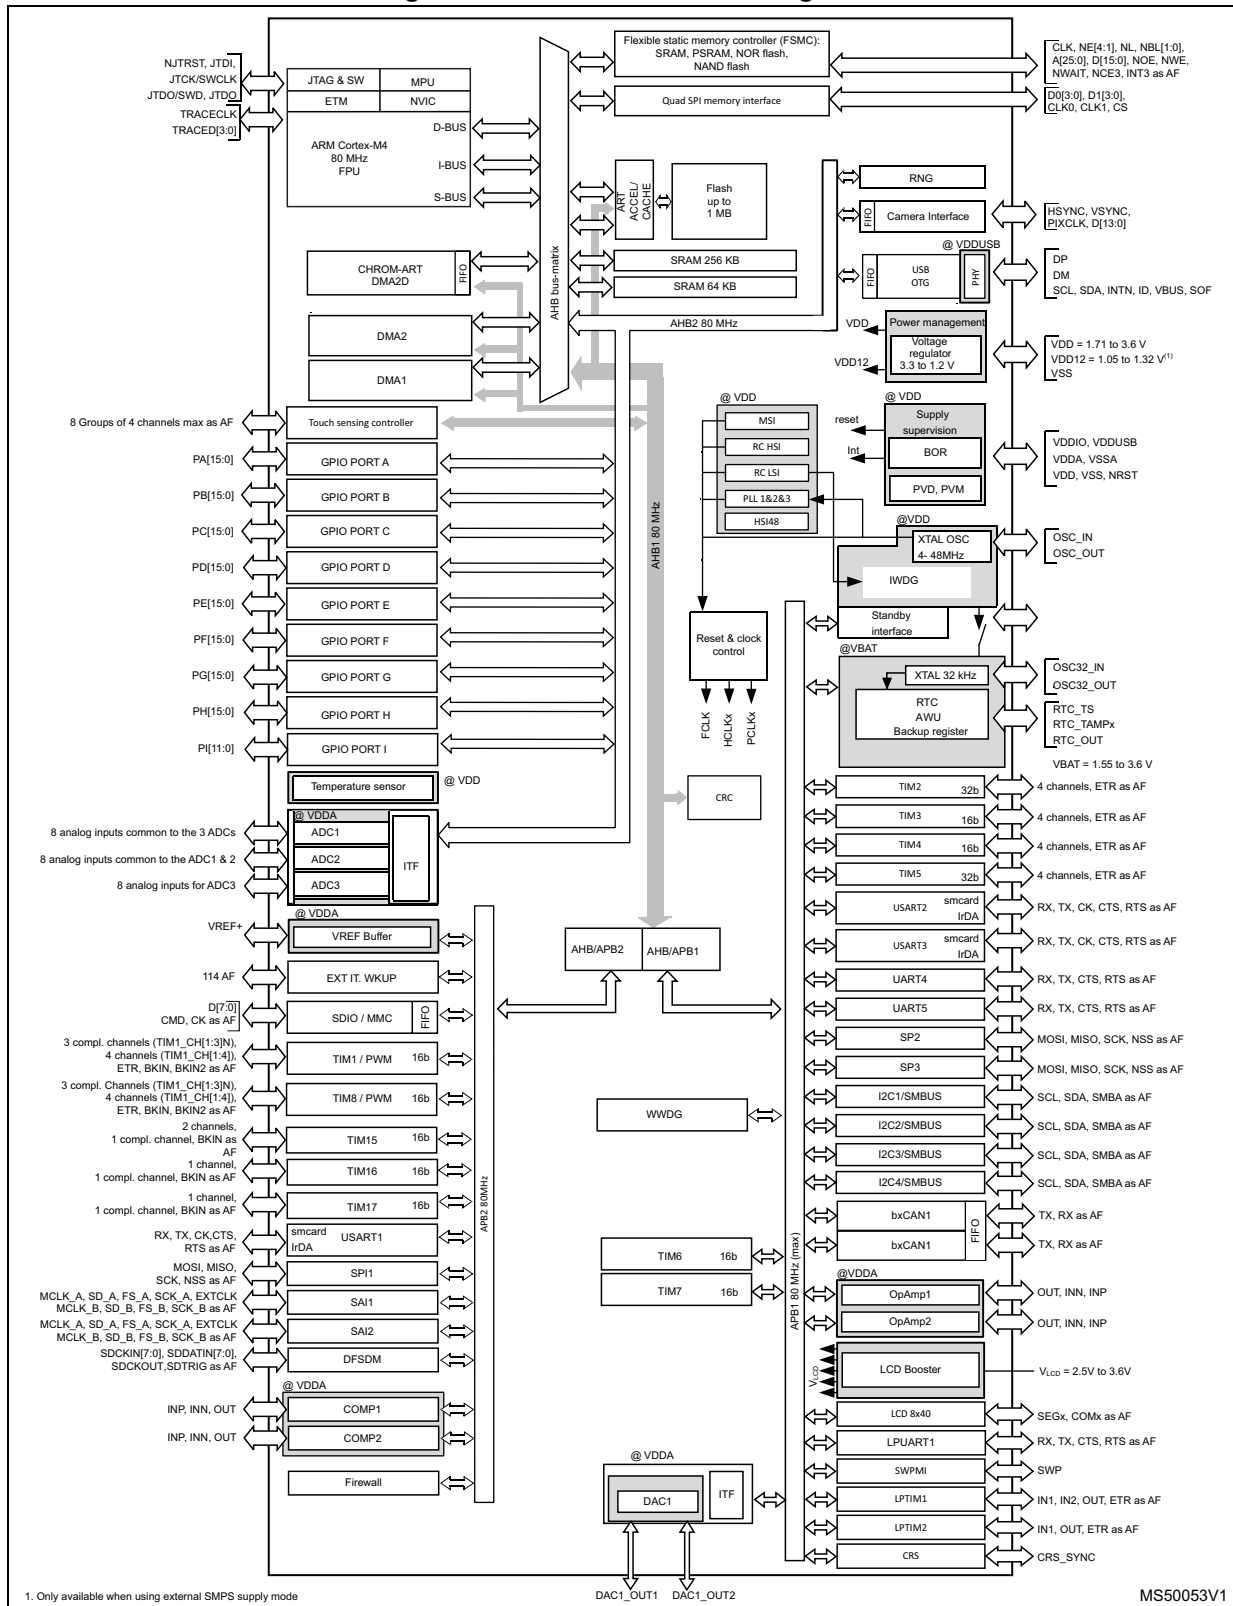 NJTRST, JTDI,
JTCK/SWCLK
JTDO/SWD, JTDO
TRACECLK
TRACED[3:0]
JTAG & SW
MPU
ETM
NVIC
ARM Cortex-M4
80 MHz
FPU
D-BUS
I-BUS
S-BUS
AHB bus-matrix
Flexible static memory controller (FSMC):
SRAM, PSRAM, NOR flash,
NAND flash
CLK, NE[4:1], NL, NBL[1:0],
A[25:0], D[15:0], NOE, NWE,
NWAIT, NCE3, INT3 as AF
Quad SPI memory interface
D0[3:0], D1[3:0],
CLK0, CLK1, CS
ART
ACCEL/
CACHE
Flash
up to
1 MB
RNG
FIFO
Camera Interface
HSYNC, VSYNC,
PIXCLK, D[13:0]
@ VDDUSB
FIFO
USB
OTG
PHY
DP
DM
SCL, SDA, INTN, ID, VBUS, SOF
CHROM-ART
DMA2D
FIFO
SRAM 256 KB
SRAM 64 KB
AHB2 80 MHz
DMA2
DMA1
VDD
VDD12
Power management
Voltage
regulator
3.3 to 1.2 V
VDD = 1.71 to 3.6 V
VDD12 = 1.05 to 1.32 V(1)
VSS
8 Groups of 4 channels max as AF
Touch sensing controller
@ VDD
MSI
RC HSI
RC LSI
PLL 1&2&3
HSI48
@ VDD
reset
Int
Supply
supervision
BOR
PVD, PVM
VDDIO, VDDUSB
VDDA, VSSA
VDD, VSS, NRST
PA[15:0]
GPIO PORT A
PB[15:0]
GPIO PORT B
PC[15:0]
GPIO PORT C
PD[15:0]
GPIO PORT D
PE[15:0]
GPIO PORT E
PF[15:0]
GPIO PORT F
PG[15:0]
GPIO PORT G
PH[15:0]
GPIO PORT H
PI[11:0]
GPIO PORT I
AHB1 80 MHz
@VDD
XTAL OSC
4- 48MHz
IWDG
OSC_IN
OSC_OUT
Standby
interface
Reset & clock
control
FCLK
HCLKx
PCLKx
@VBAT
XTAL 32 kHz
RTC
AWU
Backup register
OSC32_IN
OSC32_OUT
RTC_TS
RTC_TAMPx
RTC_OUT
VBAT = 1.55 to 3.6 V
Temperature sensor
@ VDD
CRC
@ VDDA
8 analog inputs common to the 3 ADCs
ADC1
8 analog inputs common to the ADC1 & 2
ADC2
8 analog inputs for ADC3
ADC3
ITF
@ VDDA
VREF+
VREF Buffer
AHB/APB2
AHB/APB1
114 AF
EXT IT. WKUP
D[7:0]
CMD, CK as AF
SDIO / MMC
FIFO
3 compl. channels (TIM1_CH[1:3]N),
4 channels (TIM1_CH[1:4]),
ETR, BKIN, BKIN2 as AF
TIM1 / PWM
16b
3 compl. Channels (TIM1_CH[1:3]N),
4 channels (TIM1_CH[1:4]),
ETR, BKIN, BKIN2 as AF
TIM8 / PWM
16b
2 channels,
1 compl. channel, BKIN as
AF
TIM15
16b
1 channel,
1 compl. channel, BKIN as AF
TIM16
16b
1 channel,
1 compl. channel, BKIN as AF
TIM17
16b
RX, TX, CK,CTS,
RTS as AF
smcard
IrDA
USART1
MOSI, MISO,
SCK, NSS as AF
SPI1
MCLK_A, SD_A, FS_A, SCK_A, EXTCLK
MCLK_B, SD_B, FS_B, SCK_B as AF
SAI1
MCLK_A, SD_A, FS_A, SCK_A, EXTCLK
MCLK_B, SD_B, FS_B, SCK_B as AF
SAI2
SDCKIN[7:0], SDDATIN[7:0],
SDCKOUT,SDTRIG as AF
DFSDM
@ VDDA
INP, INN, OUT
COMP1
INP, INN, OUT
COMP2
Firewall
APB2 80MHz
WWDG
TIM6
16b
TIM7
16b
@ VDDA
DAC1
ITF
DAC1_OUT1
DAC1_OUT2
APB1 80 MHz (max)
TIM2
32b
4 channels, ETR as AF
TIM3
16b
4 channels, ETR as AF
TIM4
16b
4 channels, ETR as AF
TIM5
32b
4 channels, ETR as AF
USART2
smcard
IrDA
RX, TX, CK, CTS, RTS as AF
USART3
smcard
IrDA
RX, TX, CK, CTS, RTS as AF
UART4
RX, TX, CTS, RTS as AF
UART5
RX, TX, CTS, RTS as AF
SP2
MOSI, MISO, SCK, NSS as AF
SP3
MOSI, MISO, SCK, NSS as AF
I2C1/SMBUS
SCL, SDA, SMBA as AF
I2C2/SMBUS
SCL, SDA, SMBA as AF
I2C3/SMBUS
SCL, SDA, SMBA as AF
I2C4/SMBUS
SCL, SDA, SMBA as AF
bxCAN1
TX, RX as AF
bxCAN1
FIFO
TX, RX as AF
@VDDA
OpAmp1
OUT, INN, INP
OpAmp2
OUT, INN, INP
VLCD
LCD Booster
VLCD = 2.5V to 3.6V
LCD 8x40
SEGx, COMx as AF
LPUART1
RX, TX, CTS, RTS as AF
SWPMI
SWP
LPTIM1
IN1, IN2, OUT, ETR as AF
LPTIM2
IN1, OUT, ETR as AF
CRS
CRS_SYNC
1. Only available when using external SMPS supply mode
MS50053V1